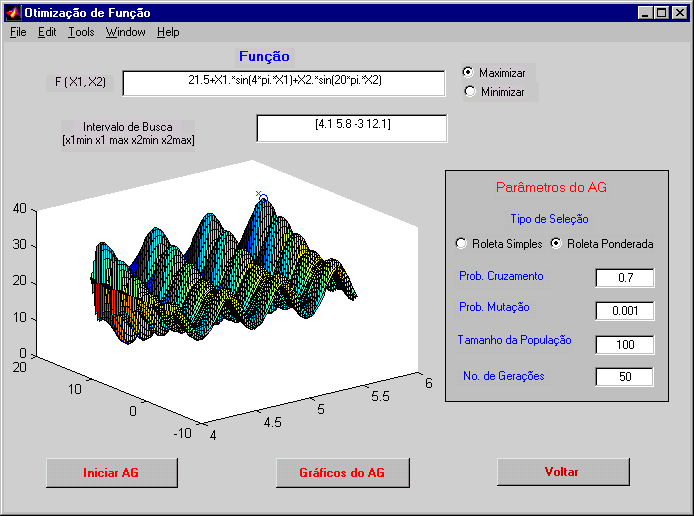 Otimização de Função
File Edit Tools Window Help
Função
F ( X1, X2)
21.5+X1.*sin(4*pi.*X1)+X2.*sin(20*pi.*X2)
Maximizar
Minimizar
Intervalo de Busca
[x1min x1 max x2min x2max]
[4.1 5.8 -3 12.1]
40
30
20
10
0
20
10
0
-10
4
4.5
5
5.5
6
Parâmetros do AG
Tipo de Seleção
Roleta Simples Roleta Ponderada
Prob. Cruzamento 0.7
Prob. Mutação 0.001
Tamanho da População 100
No. de Gerações 50
Iniciar AG Gráficos do AG Voltar